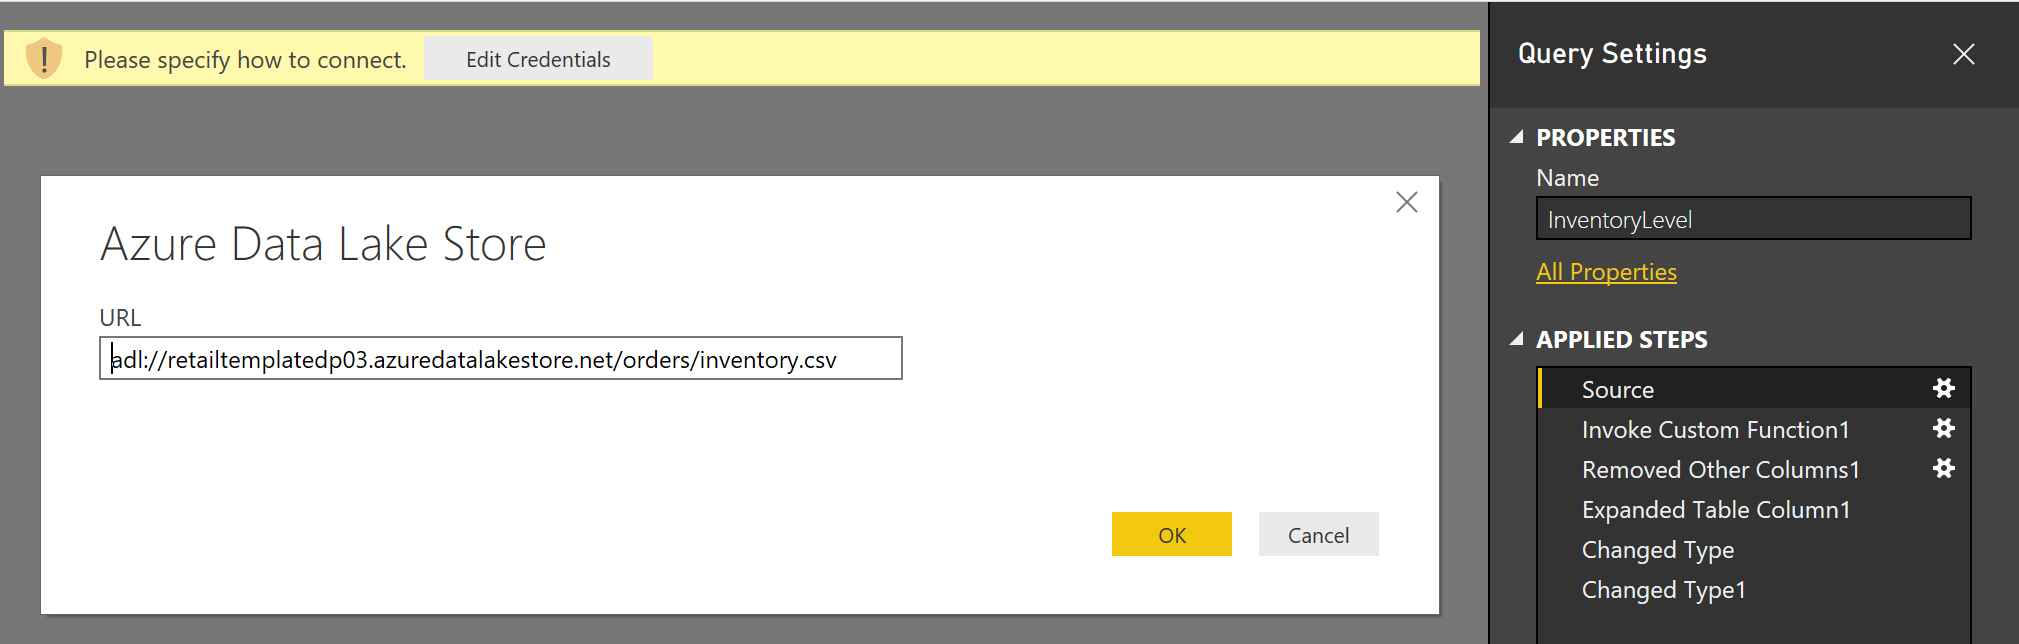 Please specify how to connect.
Edit Credentials
Azure Data Lake Store
URL
adl://retailtemplatedp03.azuredatalakestore.net/orders/inventory.csv
OK
Cancel
Query Settings
PROPERTIES
Name
InventoryLevel
All Properties
APPLIED STEPS
Source
Invoke Custom Function1
Removed Other Columns1
Expanded Table Column1
Changed Type
Changed Type1